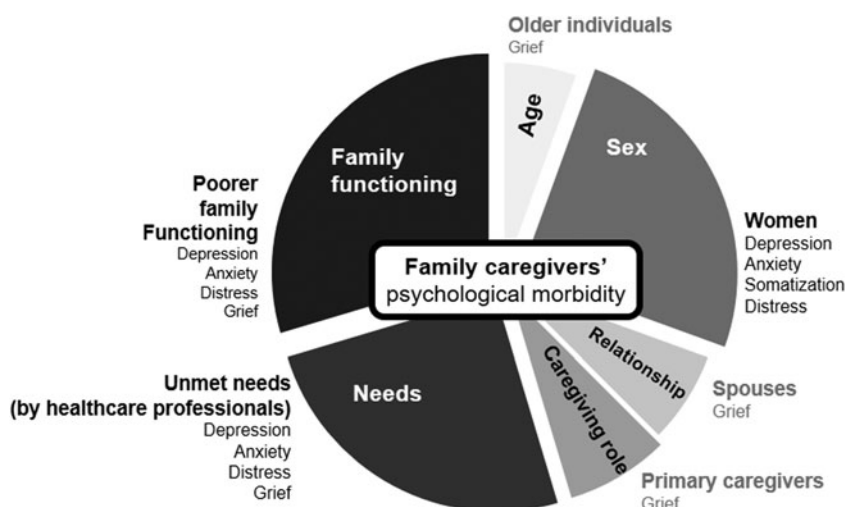 Older individuals
Grief
Age
Sex
Family
functioning
Poorer
family
Functioning
Depression
Anxiety
Distress
Grief
Women
Depression
Anxiety
Somatization
Distress
Family caregivers’
psychological morbidity
Relationship
Spouses
Grief
Caregiving role
Primary caregivers
Grief
Needs
Unmet needs
(by healthcare professionals)
Depression
Anxiety
Distress
Grief